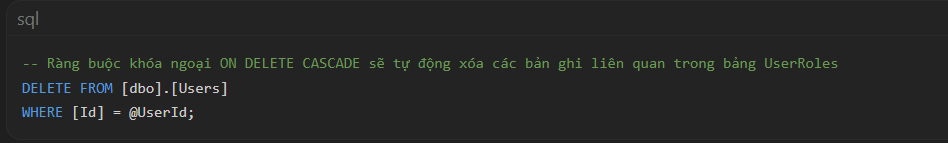 sql
-- Ràng buộc khóa ngoại ON DELETE CASCADE sẽ tự động xóa các bản ghi liên quan trong bảng UserRoles
DELETE FROM [dbo].[Users]
WHERE [Id] = @UserId;